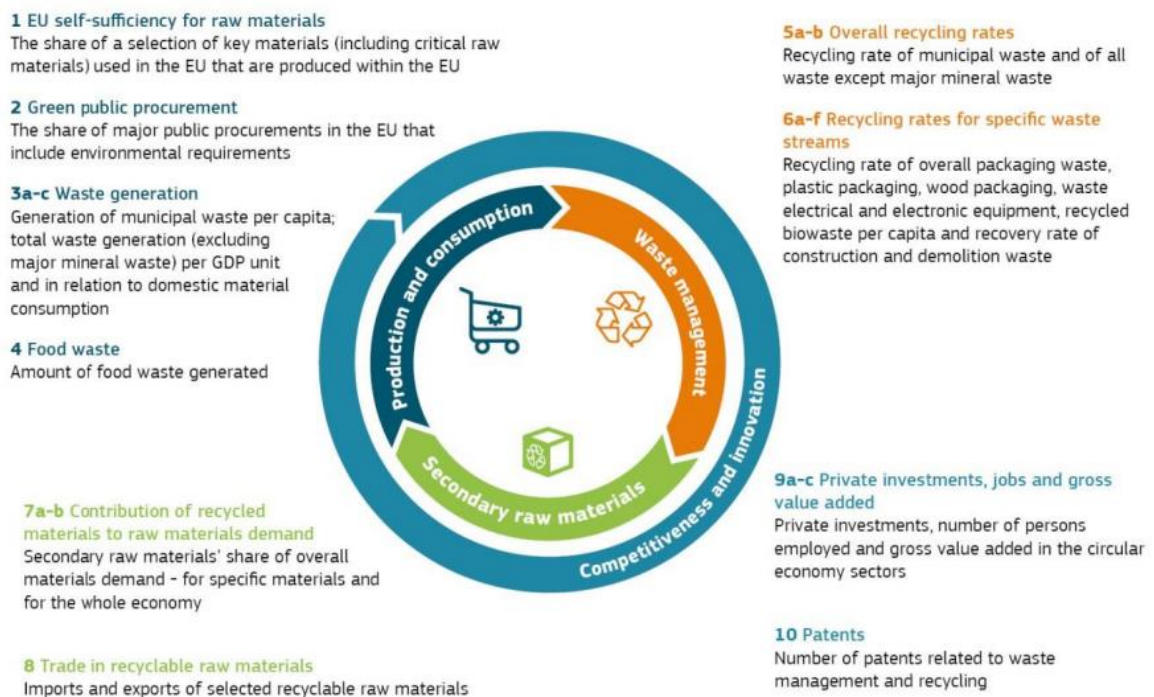 1 EU self-sufficiency for raw materials
The share of a selection of key materials (including critical raw
materials) used in the EU that are produced within the EU
2 Green public procurement
The share of major public procurements in the EU that
include environmental requirements
3a-c Waste generation
Generation of municipal waste per capita;
total waste generation (excluding
major mineral waste) per GDP unit
and in relation to domestic material
consumption
4 Food waste
Amount of food waste generated
5a-b Overall recycling rates
Recycling rate of municipal waste and of all
waste except major mineral waste
6a-f Recycling rates for specific waste
streams
Recycling rate of overall packaging waste,
plastic packaging, wood packaging, waste
electrical and electronic equipment, recycled
biowaste per capita and recovery rate of
construction and demolition waste
Production and consumption
Waste management
Secondary raw materials
Competitiveness and innovation
7a-b Contribution of recycled
materials to raw materials demand
Secondary raw materials' share of overall
materials demand - for specific materials and
for the whole economy
8 Trade in recyclable raw materials
Imports and exports of selected recyclable raw materials
9a-c Private investments, jobs and gross
value added
Private investments, number of persons
employed and gross value added in the circular
economy sectors
10 Patents
Number of patents related to waste
management and recycling